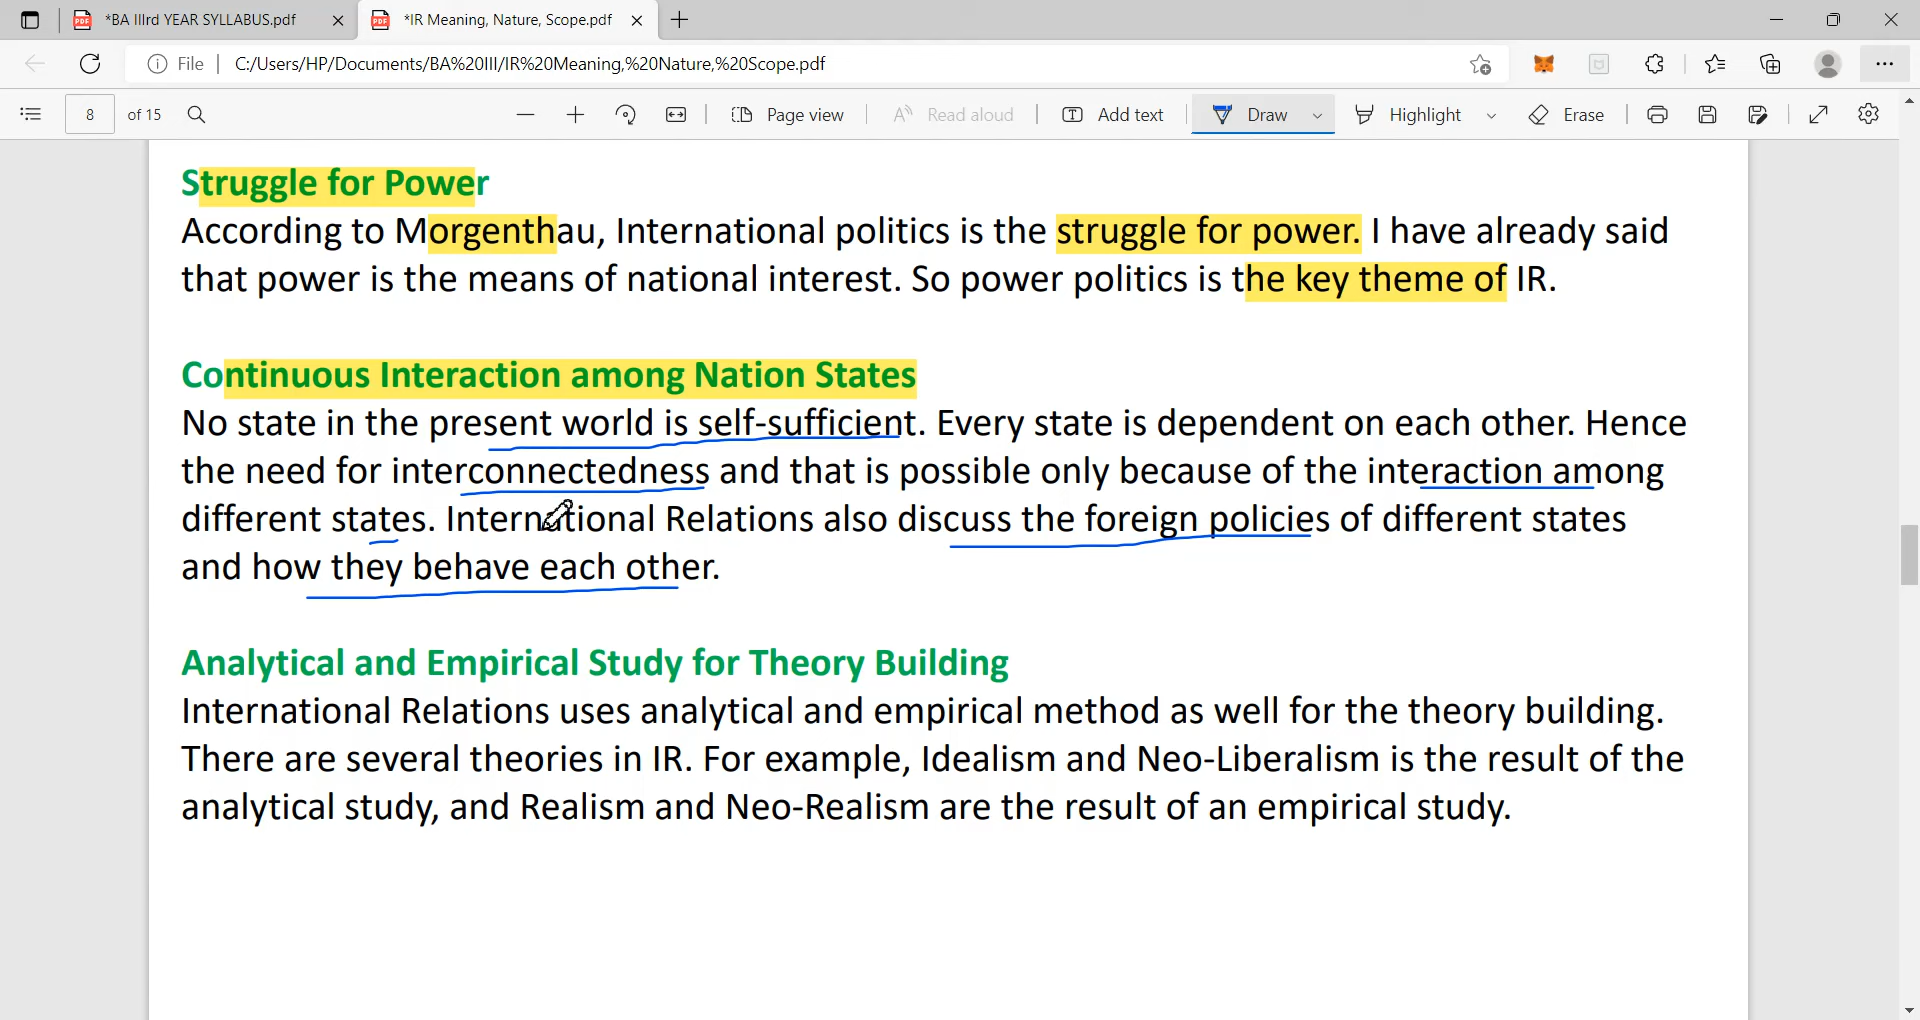 *BA IIIrd YEAR SYLLABUS.pdf
*IR Meaning, Nature, Scope.pdf
File C:/Users/HP/Documents/BA%20III/IR%20Meaning,%20Nature,%20Scope.pdf
8 of 15 Page view Read aloud Add text Draw Highlight Erase
Struggle for Power
According to Morgenthau, International politics is the struggle for power. I have already said
that power is the means of national interest. So power politics is the key theme of IR.
Continuous Interaction among Nation States
No state in the present world is self-sufficient. Every state is dependent on each other. Hence
the need for interconnectedness and that is possible only because of the interaction among
different states. International Relations also discuss the foreign policies of different states
and how they behave each other.
Analytical and Empirical Study for Theory Building
International Relations uses analytical and empirical method as well for the theory building.
There are several theories in IR. For example, Idealism and Neo-Liberalism is the result of the
analytical study, and Realism and Neo-Realism are the result of an empirical study.